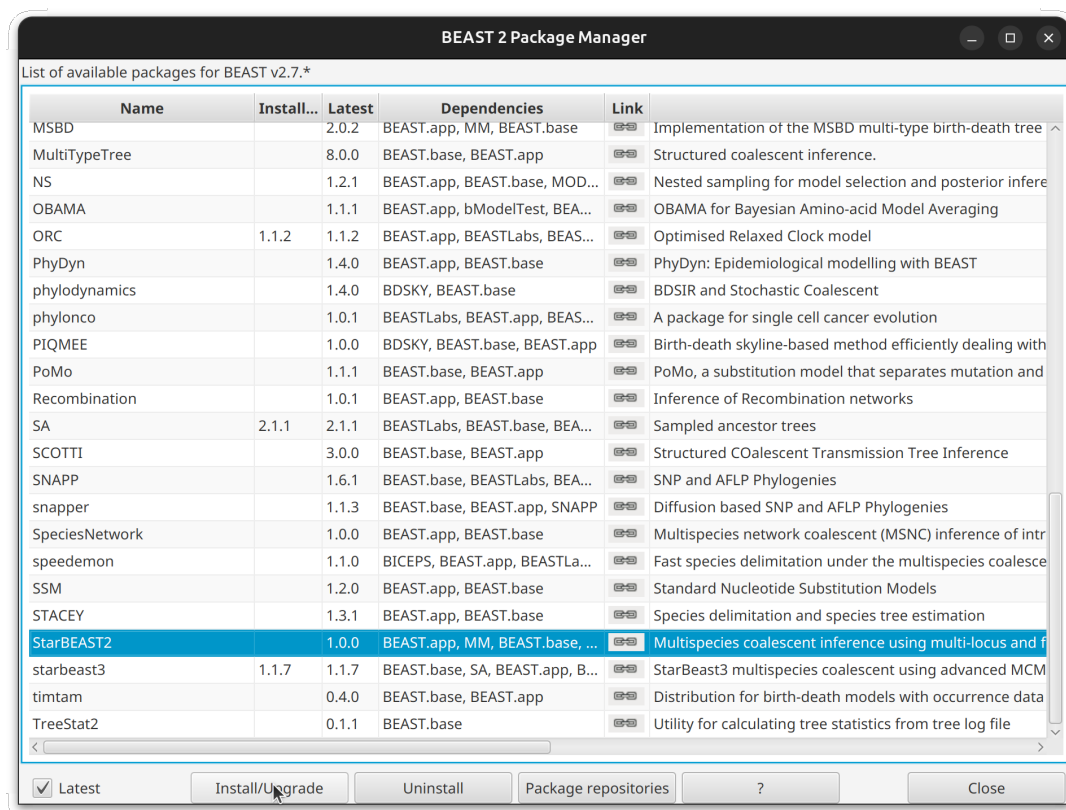 BEAST 2 Package Manager
List of available packages for BEAST v2.7.*
Name Install... Latest Dependencies Link
MSBD 2.0.2 BEAST.app, MM, BEAST.base Implementation of the MSBD multi-type birth-death tree
MultiTypeTree 8.0.0 BEAST.base, BEAST.app Structured coalescent inference.
NS 1.2.1 BEAST.app, BEAST.base, MOD... Nested sampling for model selection and posterior infere
OBAMA 1.1.1 BEAST.app, bModelTest, BEA... OBAMA for Bayesian Amino-acid Model Averaging
ORC 1.1.2 1.1.2 BEAST.app, BEASTLabs, BEAS... Optimised Relaxed Clock model
PhyDyn 1.4.0 BEAST.app, BEAST.base PhyDyn: Epidemiological modelling with BEAST
phylodynamics 1.4.0 BDSKY, BEAST.base BDSIR and Stochastic Coalescent
phylonco 1.0.1 BEASTLabs, BEAST.app, BEAS... A package for single cell cancer evolution
PIQMEE 1.0.0 BDSKY, BEAST.base, BEAST.app Birth-death skyline-based method efficiently dealing with
PoMo 1.1.1 BEAST.base, BEAST.app PoMo, a substitution model that separates mutation and
Recombination 1.0.1 BEAST.app, BEAST.base Inference of Recombination networks
SA 2.1.1 2.1.1 BEASTLabs, BEAST.base, BEA... Sampled ancestor trees
SCOTTI 3.0.0 BEAST.base, BEAST.app Structured COalescent Transmission Tree Inference
SNAPP 1.6.1 BEAST.base, BEASTLabs, BEA... SNP and AFLP Phylogenies
snapper 1.1.3 BEAST.base, BEAST.app, SNAPP Diffusion based SNP and AFLP Phylogenies
SpeciesNetwork 1.0.0 BEAST.app, BEAST.base Multispecies network coalescent (MSNC) inference of intr
speedemon 1.1.0 BICEPS, BEAST.app, BEASTLa... Fast species delimitation under the multispecies coalesce
SSM 1.2.0 BEAST.app, BEAST.base Standard Nucleotide Substitution Models
STACEY 1.3.1 BEAST.app, BEAST.base Species delimitation and species tree estimation
StarBEAST2 1.0.0 BEAST.app, MM, BEAST.base, ... Multispecies coalescent inference using multi-locus and f
starbeast3 1.1.7 1.1.7 BEAST.base, SA, BEAST.app, B... StarBeast3 multispecies coalescent using advanced MCM
timtam 0.4.0 BEAST.base, BEAST.app Distribution for birth-death models with occurrence data
TreeStat2 0.1.1 BEAST.base Utility for calculating tree statistics from tree log file
Latest Install/Upgrade Uninstall Package repositories ? Close